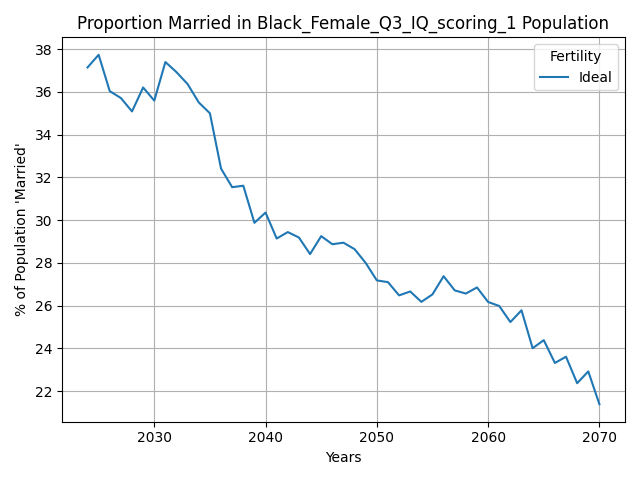 Proportion Married in Black_Female_Q3_IQ_scoring_1 Population
38
36
34
32
30
28
26
24
22
% of Population 'Married'
Fertility
Ideal
2030
2040
2050
2060
2070
Years